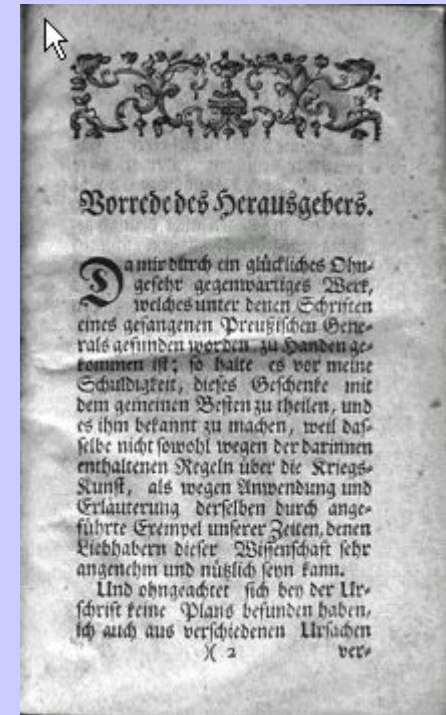 Vorrede des Herausgebers.
Da mir durch ein glückliches Ohn-
gefehr gegenwärtiges Werk,
welches unter denen Schriften
eines gefangenen Preußischen Gene-
rals gefunden worden zu Handen ge-
kommen ist; so halte es vor meine
Schuldigkeit, dieses Geschenke mit
dem gemeinen Besten zu theilen, und
es ihm bekannt zu machen, weil das-
selbe nicht sowohl wegen der darinnen
enthaltenen Regeln über die Kriegs-
Kunst, als wegen Anwendung und
Erläuterung derselben durch ange-
führte Exempel unserer Zeiten, denen
Liebhabern dieser Wissenschaft sehr
angenehm und nützlich seyn kann.
Und ohngeachtet sich bey der Ur-
schrift keine Plans befunden haben,
ich auch aus verschiedenen Ursachen
)( 2 ver-